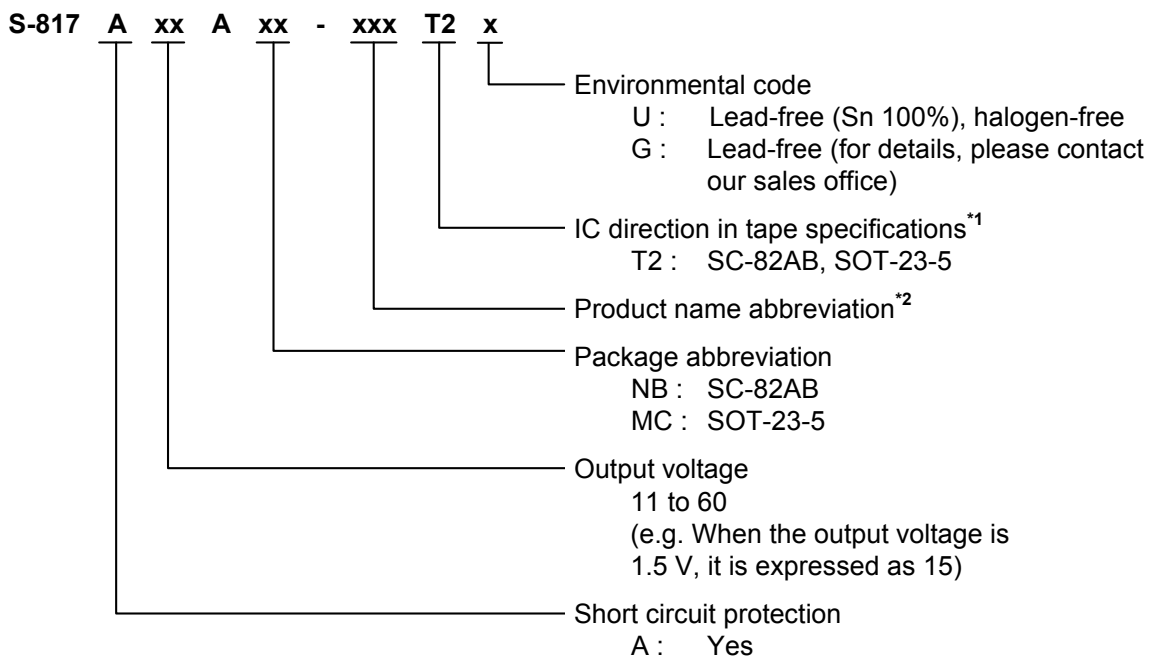 S-817 A xx A xx - xxx T2 x
Environmental code
U : Lead-free (Sn 100%), halogen-free
G : Lead-free (for details, please contact
our sales office)
IC direction in tape specifications*1
T2 : SC-82AB, SOT-23-5
Product name abbreviation*2
Package abbreviation
NB : SC-82AB
MC : SOT-23-5
Output voltage
11 to 60
(e.g. When the output voltage is
1.5 V, it is expressed as 15)
Short circuit protection
A : Yes